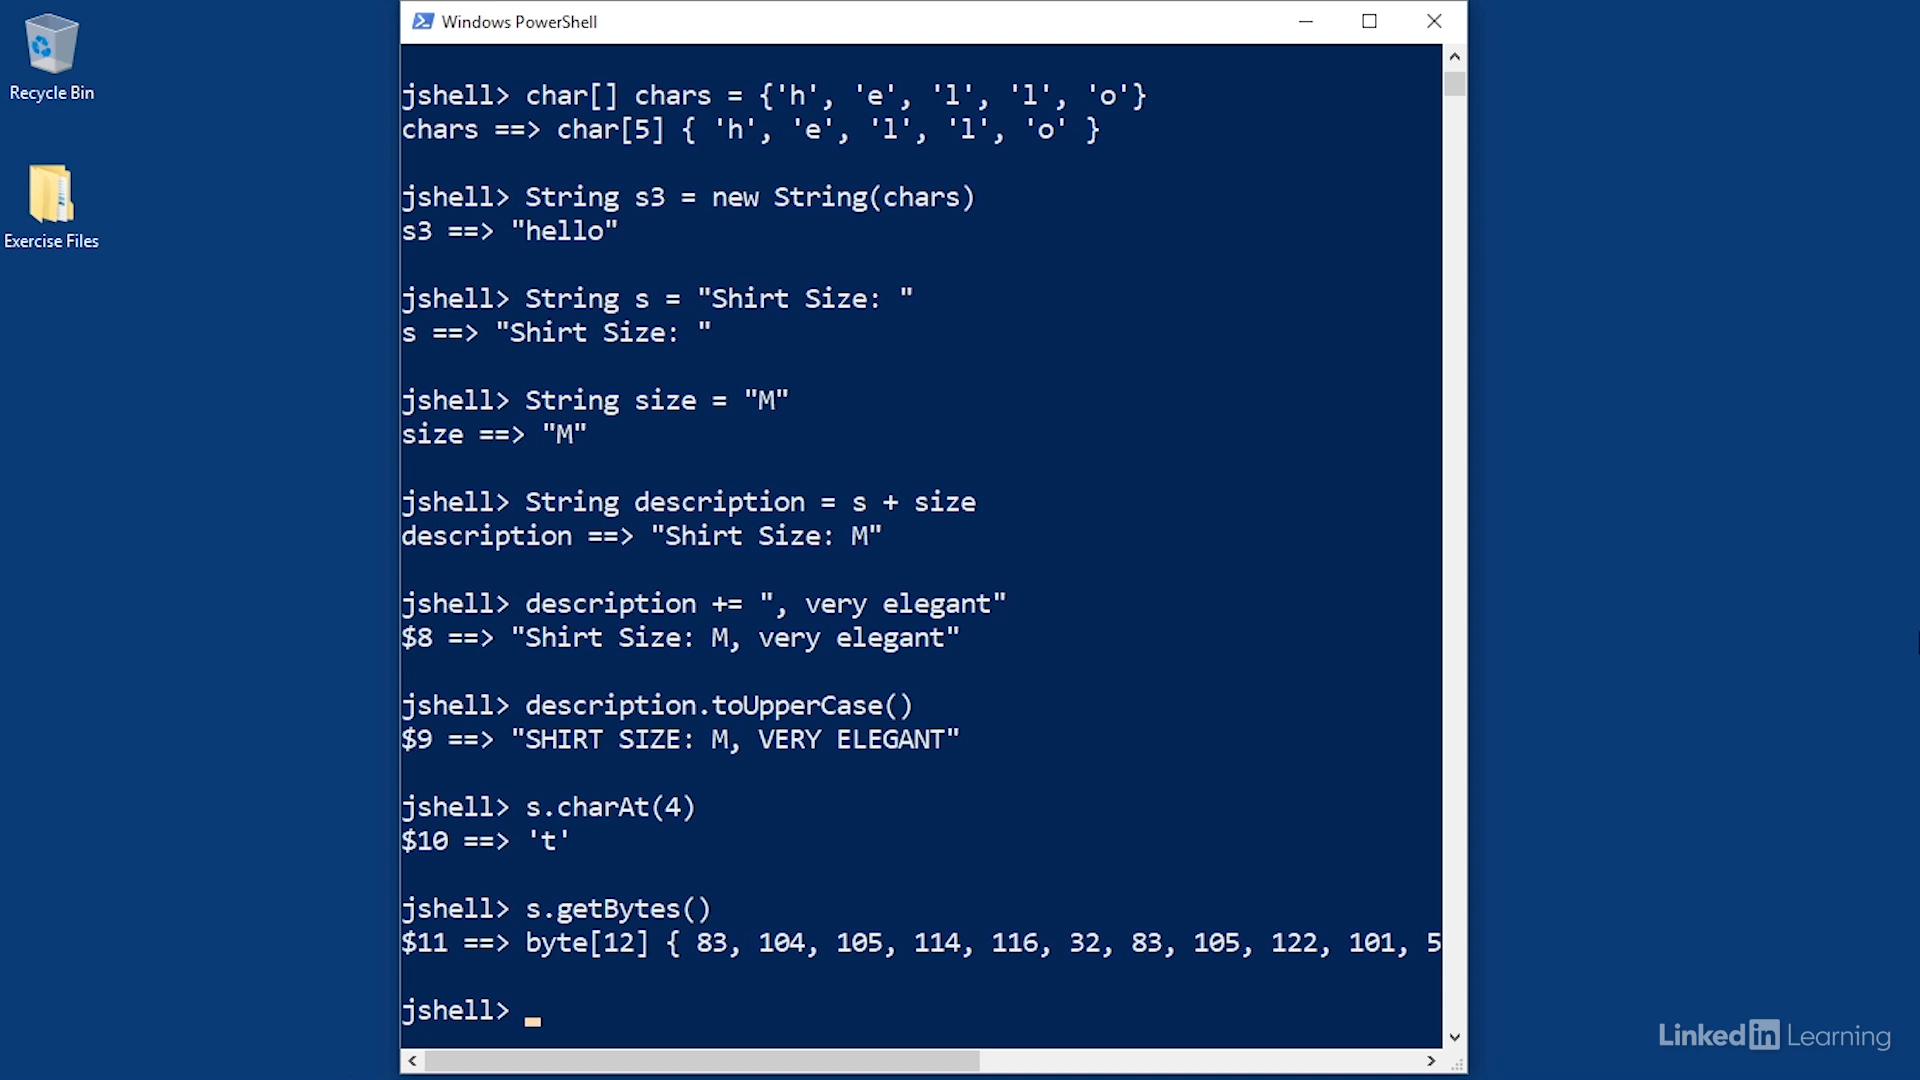 Recycle Bin
Exercise Files
Windows PowerShell
jshell> char[] chars = {'h', 'e', 'l', 'l', 'o'}
chars ==> char[5] { 'h', 'e', 'l', 'l', 'o' }
jshell> String s3 = new String(chars)
s3 ==> "hello"
jshell> String s = "Shirt Size: "
s ==> "Shirt Size: "
jshell> String size = "M"
size ==> "M"
jshell> String description = s + size
description ==> "Shirt Size: M"
jshell> description += ", very elegant"
$8 ==> "Shirt Size: M, very elegant"
jshell> description.toUpperCase()
$9 ==> "SHIRT SIZE: M, VERY ELEGANT"
jshell> s.charAt(4)
$10 ==> 't'
jshell> s.getBytes()
$11 ==> byte[12] { 83, 104, 105, 114, 116, 32, 83, 105, 122, 101, 5
jshell>
LinkedIn Learning